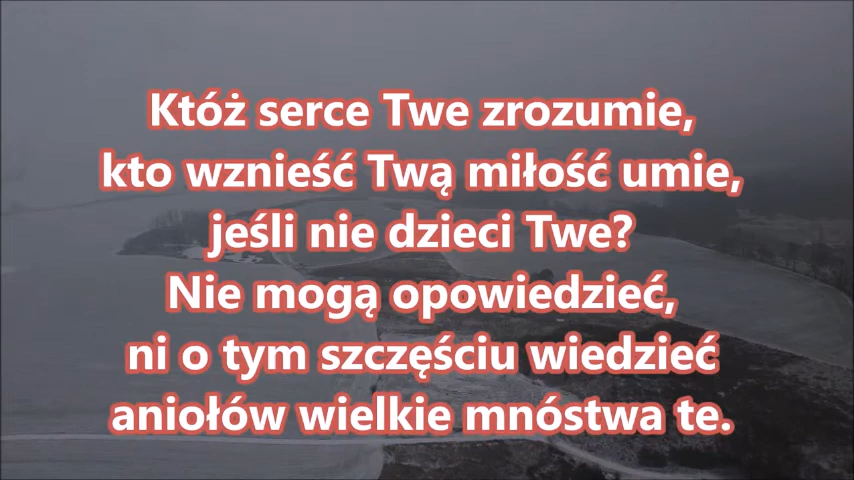 Któż serce Twe zrozumie,
kto wznieść Twą miłość umie,
jeśli nie dzieci Twe?
Nie mogą opowiedzieć,
ni o tym szczęściu wiedzieć
aniołów wielkie mnóstwa te.